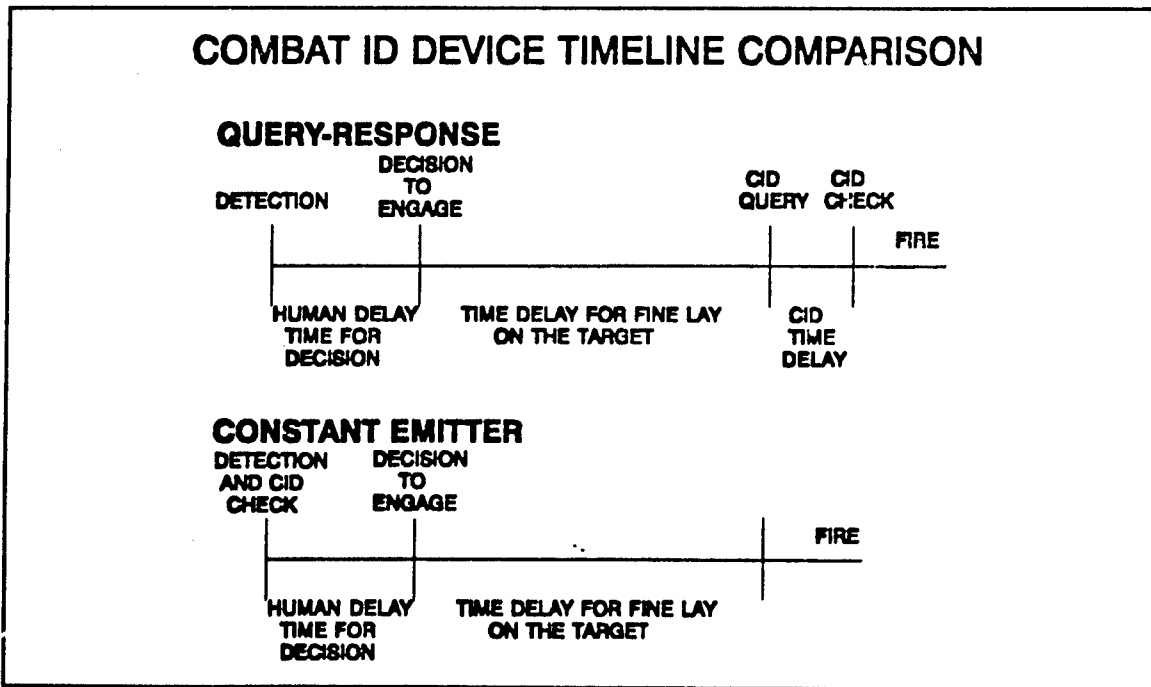 COMBAT ID DEVICE TIMELINE COMPARISON
QUERY-RESPONSE
DETECTION
DECISION
TO
ENGAGE
CID
QUERY
CID
CHECK
FIRE
HUMAN DELAY
TIME FOR
DECISION
TIME DELAY FOR FINE LAY
ON THE TARGET
CID
TIME
DELAY
CONSTANT EMITTER
DETECTION
AND CID
CHECK
DECISION
TO
ENGAGE
FIRE
HUMAN DELAY
TIME FOR
DECISION
TIME DELAY FOR FINE LAY
ON THE TARGET